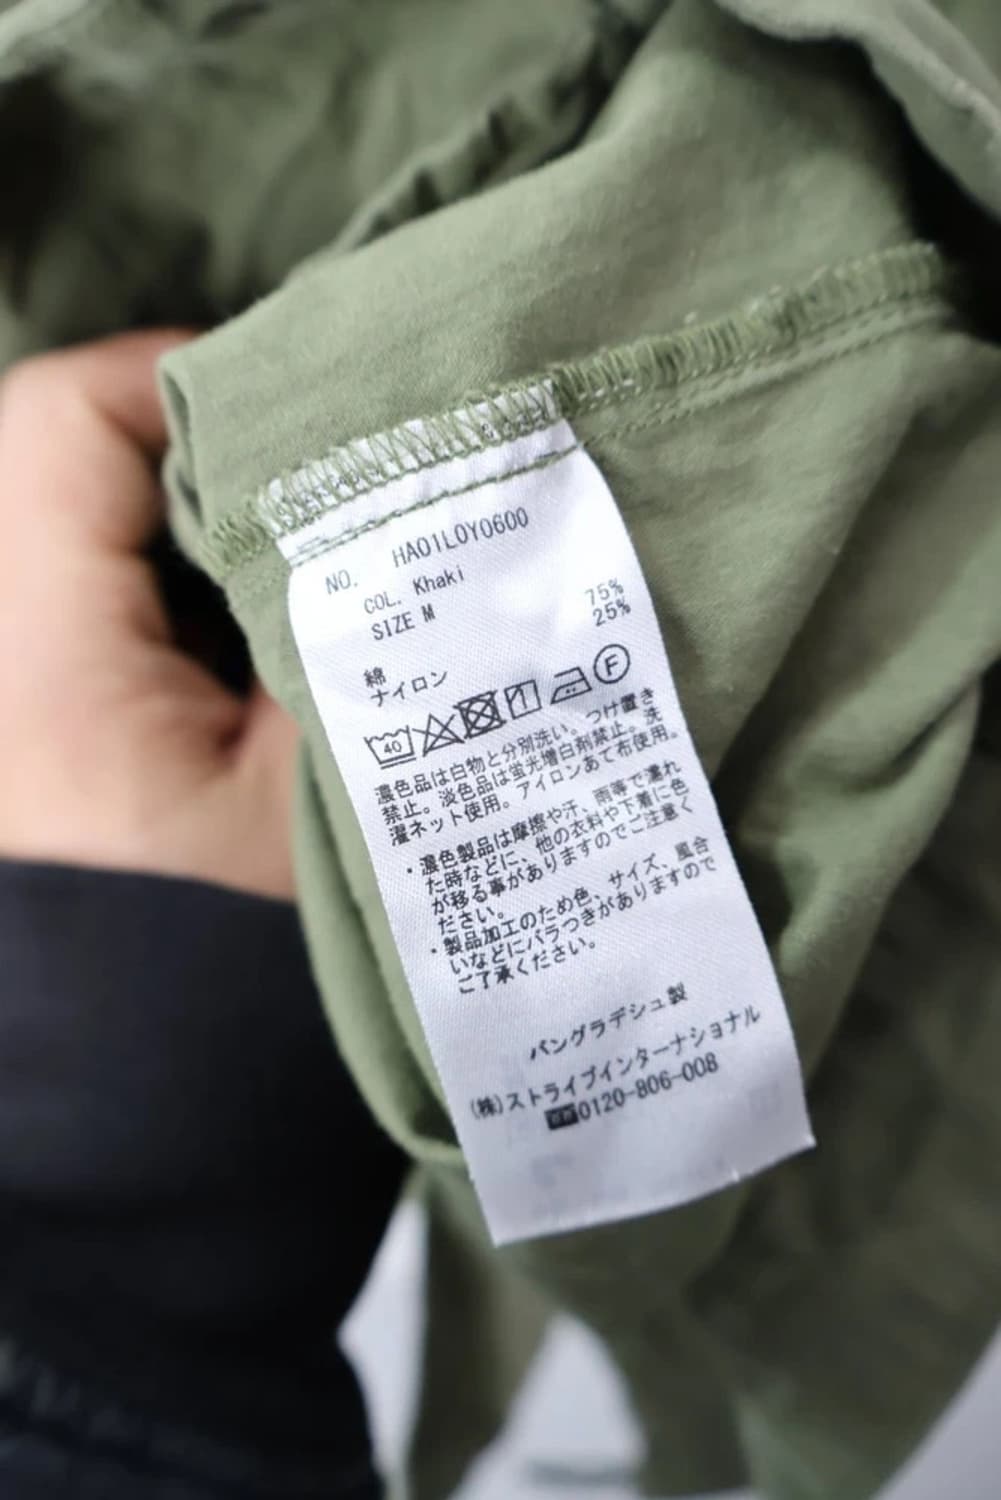 NO. HA01L0Y0600
COL. Khaki
SIZE M
綿 75%
ナイロン 25%
40 F
濃色品は白物と分別洗い。つけ置き
禁止。淡色品は蛍光増白剤禁止。洗
濯ネット使用。アイロンあて布使用。
・濃色製品は摩擦や汗、雨等で濡れ
た時などに、他の衣料や下着に色
が移る事がありますのでご注意く
ださい。
・製品加工のため色、サイズ、風合
いなどにバラつきがありますので
ご了承ください。
バングラデシュ製
(株)ストライプインターナショナル
0120-806-008